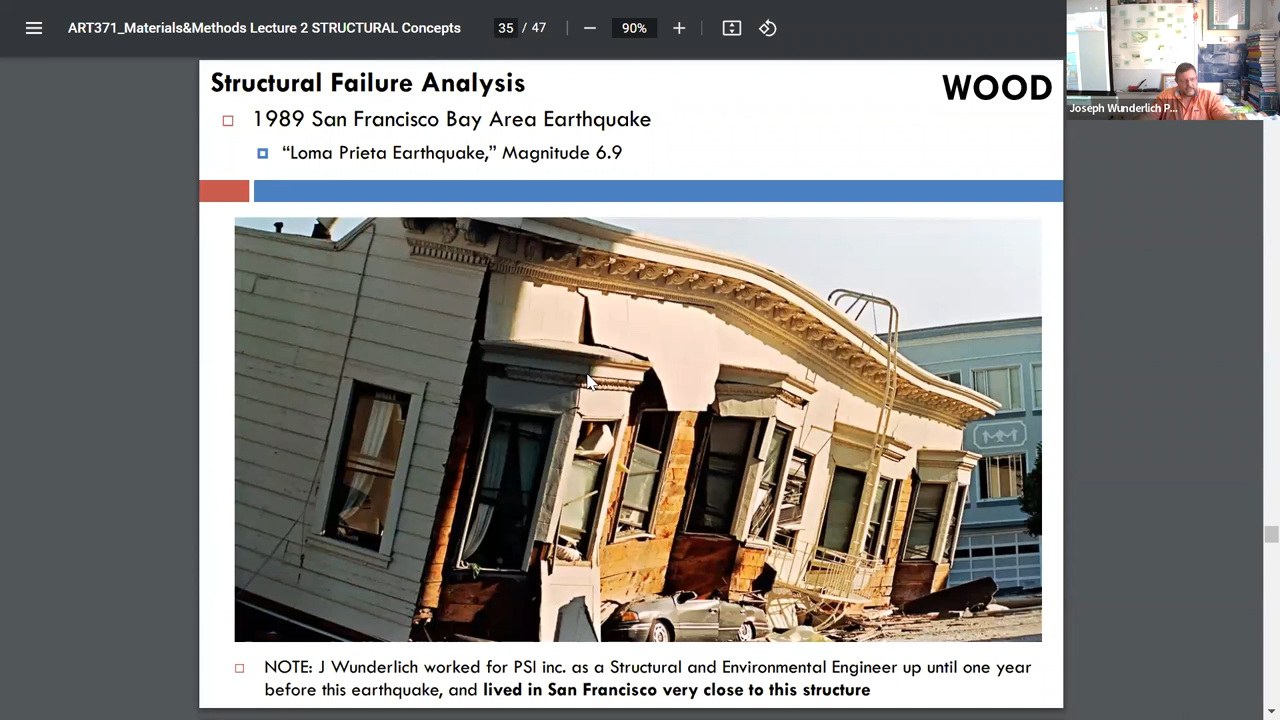 ART371_Materials&Methods Lecture 2 STRUCTURAL Concepts
35 / 47
90%
Joseph Wunderlich P...
Structural Failure Analysis
WOOD
1989 San Francisco Bay Area Earthquake
“Loma Prieta Earthquake,” Magnitude 6.9
NOTE: J Wunderlich worked for PSI inc. as a Structural and Environmental Engineer up until one year
before this earthquake, and lived in San Francisco very close to this structure